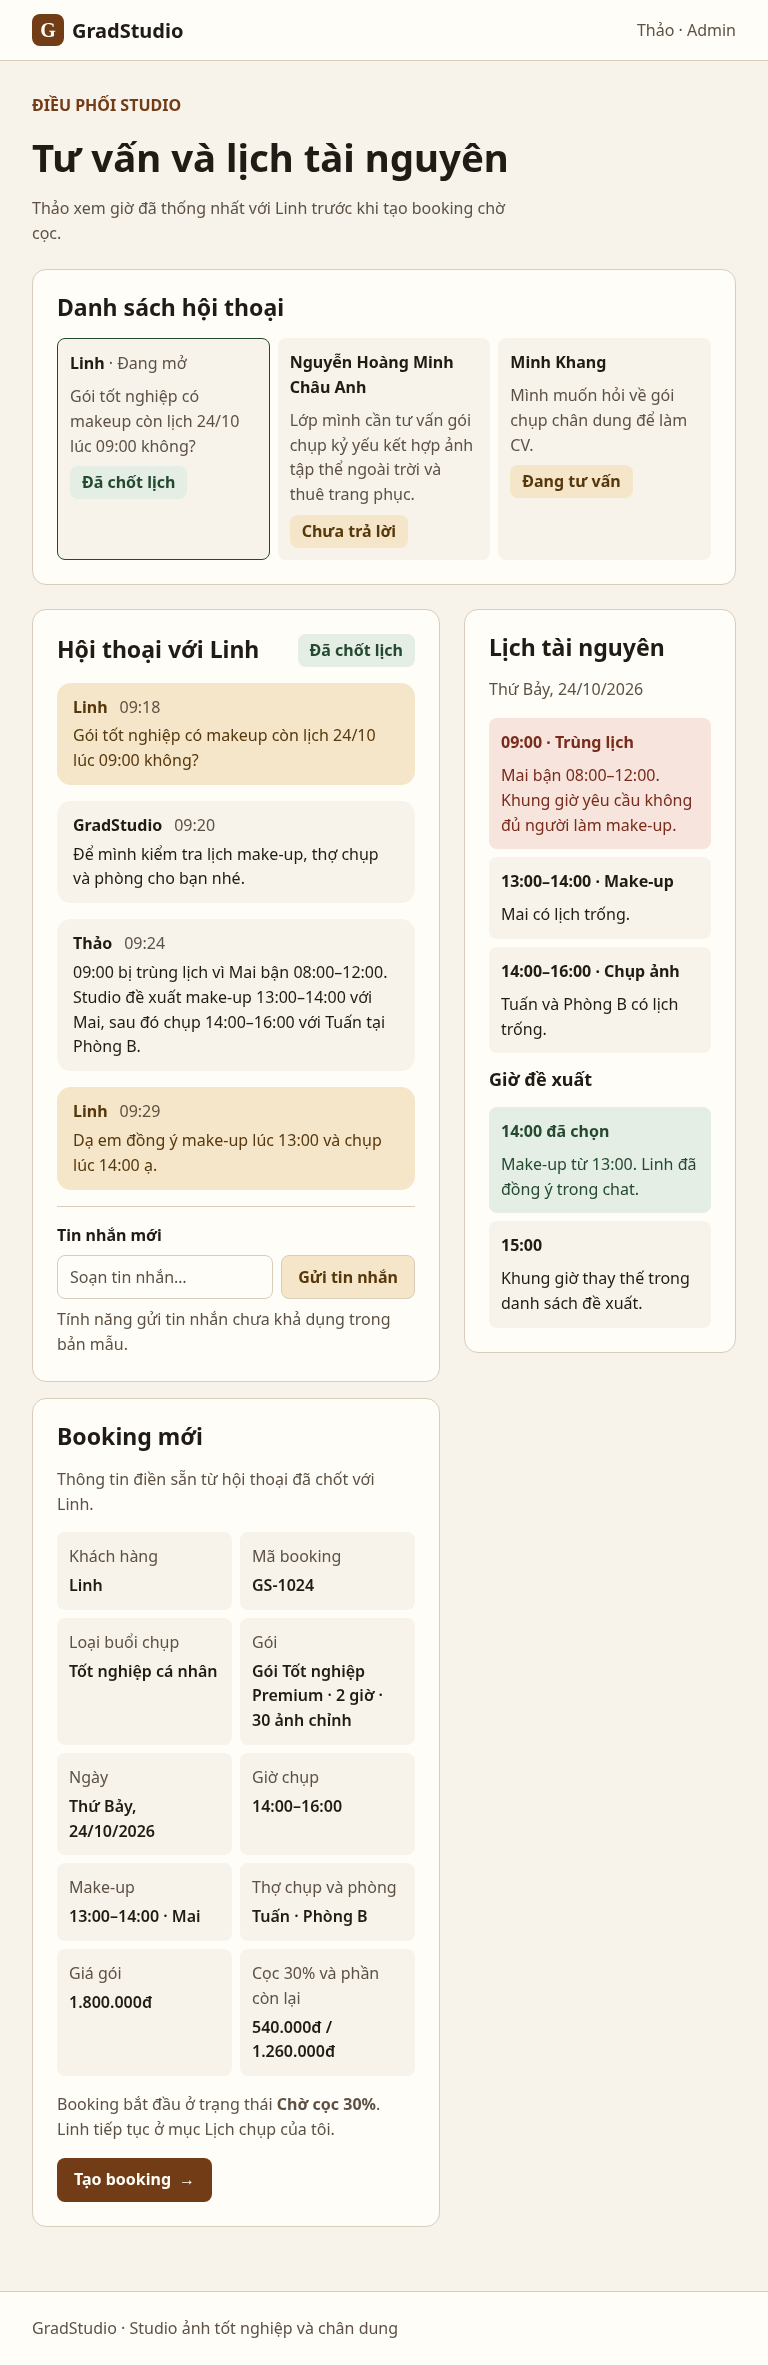 G GradStudio
Thảo · Admin
ĐIỀU PHỐI STUDIO
Tư vấn và lịch tài nguyên
Thảo xem giờ đã thống nhất với Linh trước khi tạo booking chờ
cọc.
Danh sách hội thoại
Linh · Đang mở
Gói tốt nghiệp có
makeup còn lịch 24/10
lúc 09:00 không?
Đã chốt lịch
Nguyễn Hoàng Minh
Châu Anh
Lớp mình cần tư vấn gói
chụp kỷ yếu kết hợp ảnh
tập thể ngoài trời và
thuê trang phục.
Chưa trả lời
Minh Khang
Mình muốn hỏi về gói
chụp chân dung để làm
CV.
Đang tư vấn
Hội thoại với Linh
Đã chốt lịch
Linh 09:18
Gói tốt nghiệp có makeup còn lịch 24/10
lúc 09:00 không?
GradStudio 09:20
Để mình kiểm tra lịch make-up, thợ chụp
và phòng cho bạn nhé.
Thảo 09:24
09:00 bị trùng lịch vì Mai bận 08:00–12:00.
Studio đề xuất make-up 13:00–14:00 với
Mai, sau đó chụp 14:00–16:00 với Tuấn tại
Phòng B.
Linh 09:29
Dạ em đồng ý make-up lúc 13:00 và chụp
lúc 14:00 ạ.
Tin nhắn mới
Soạn tin nhắn...
Gửi tin nhắn
Tính năng gửi tin nhắn chưa khả dụng trong
bản mẫu.
Lịch tài nguyên
Thứ Bảy, 24/10/2026
09:00 · Trùng lịch
Mai bận 08:00–12:00.
Khung giờ yêu cầu không
đủ người làm make-up.
13:00–14:00 · Make-up
Mai có lịch trống.
14:00–16:00 · Chụp ảnh
Tuấn và Phòng B có lịch
trống.
Giờ đề xuất
14:00 đã chọn
Make-up từ 13:00. Linh đã
đồng ý trong chat.
15:00
Khung giờ thay thế trong
danh sách đề xuất.
Booking mới
Thông tin điền sẵn từ hội thoại đã chốt với
Linh.
Khách hàng
Linh
Mã booking
GS-1024
Loại buổi chụp
Tốt nghiệp cá nhân
Gói
Gói Tốt nghiệp
Premium · 2 giờ ·
30 ảnh chỉnh
Ngày
Thứ Bảy,
24/10/2026
Giờ chụp
14:00–16:00
Make-up
13:00–14:00 · Mai
Thợ chụp và phòng
Tuấn · Phòng B
Giá gói
1.800.000đ
Cọc 30% và phần
còn lại
540.000đ /
1.260.000đ
Booking bắt đầu ở trạng thái Chờ cọc 30%.
Linh tiếp tục ở mục Lịch chụp của tôi.
Tạo booking →
GradStudio · Studio ảnh tốt nghiệp và chân dung